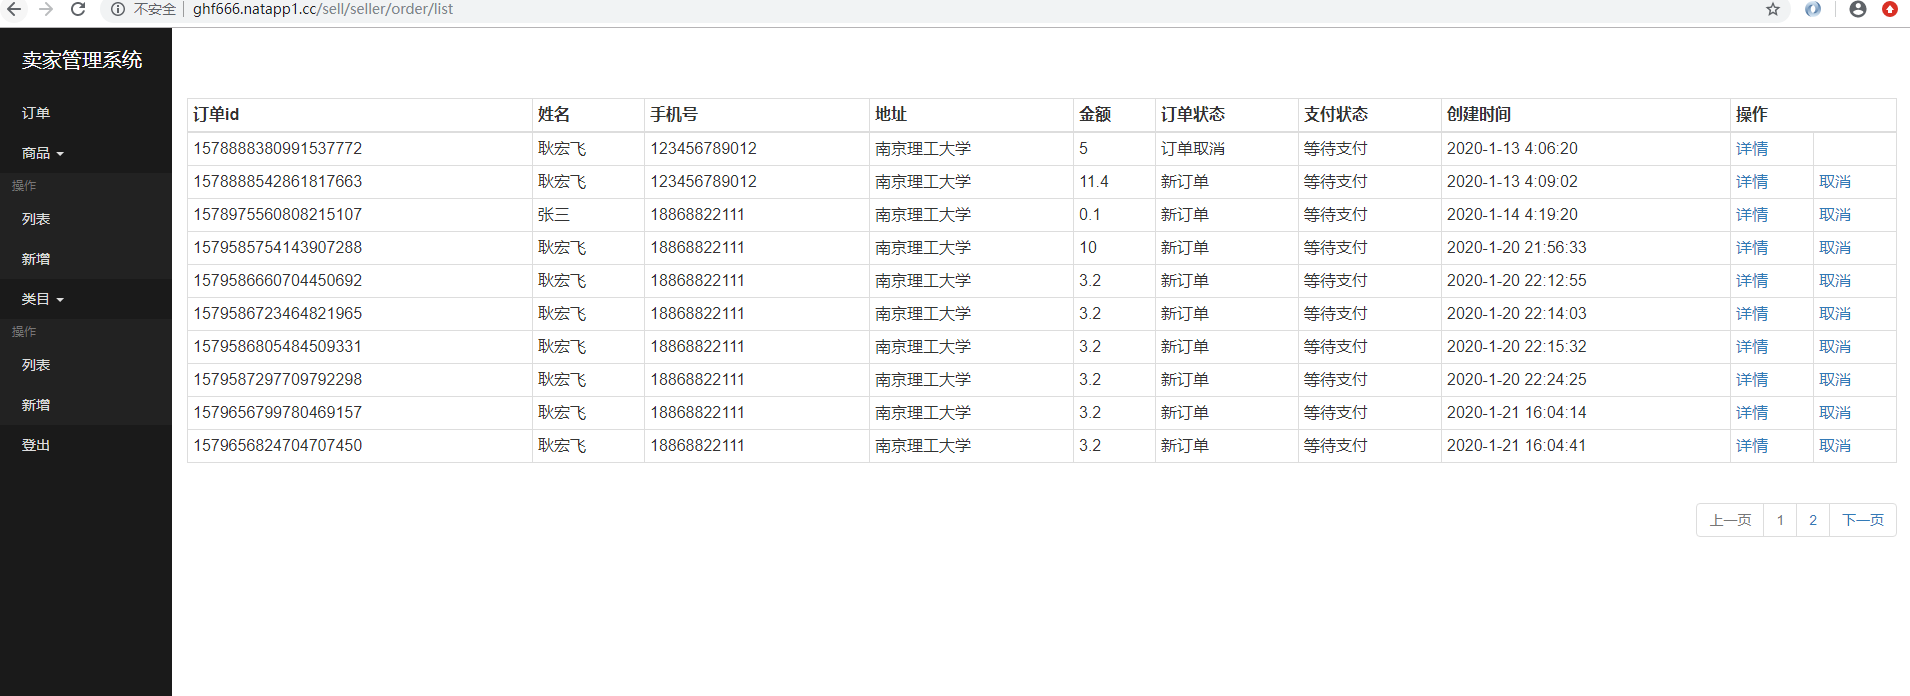 不安全 ghf666.natapp1.cc/sell/seller/order/list
卖家管理系统
订单
商品
操作
列表
新增
类目
操作
列表
新增
登出
订单id 姓名 手机号 地址 金额 订单状态 支付状态 创建时间 操作
1578888380991537772 耿宏飞 123456789012 南京理工大学 5 订单取消 等待支付 2020-1-13 4:06:20 详情
1578888542861817663 耿宏飞 123456789012 南京理工大学 11.4 新订单 等待支付 2020-1-13 4:09:02 详情 取消
1578975560808215107 张三 18868822111 南京理工大学 0.1 新订单 等待支付 2020-1-14 4:19:20 详情 取消
1579585754143907288 耿宏飞 18868822111 南京理工大学 10 新订单 等待支付 2020-1-20 21:56:33 详情 取消
1579586660704450692 耿宏飞 18868822111 南京理工大学 3.2 新订单 等待支付 2020-1-20 22:12:55 详情 取消
1579586723464821965 耿宏飞 18868822111 南京理工大学 3.2 新订单 等待支付 2020-1-20 22:14:03 详情 取消
1579586805484509331 耿宏飞 18868822111 南京理工大学 3.2 新订单 等待支付 2020-1-20 22:15:32 详情 取消
1579587297709792298 耿宏飞 18868822111 南京理工大学 3.2 新订单 等待支付 2020-1-20 22:24:25 详情 取消
1579656799780469157 耿宏飞 18868822111 南京理工大学 3.2 新订单 等待支付 2020-1-21 16:04:14 详情 取消
1579656824704707450 耿宏飞 18868822111 南京理工大学 3.2 新订单 等待支付 2020-1-21 16:04:41 详情 取消
上一页 1 2 下一页